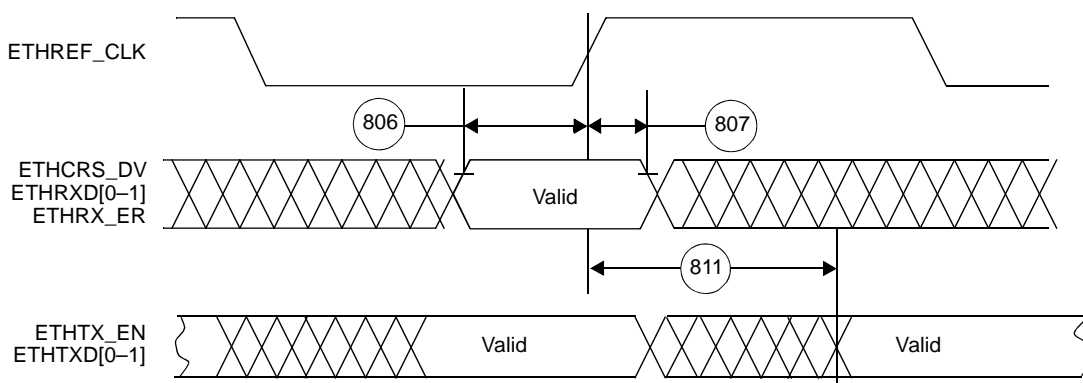 ETHREF_CLK
806
807
ETHCRS_DV
ETHRXD[0–1]
ETHRX_ER
Valid
811
ETHTX_EN
ETHTXD[0–1]
Valid
Valid